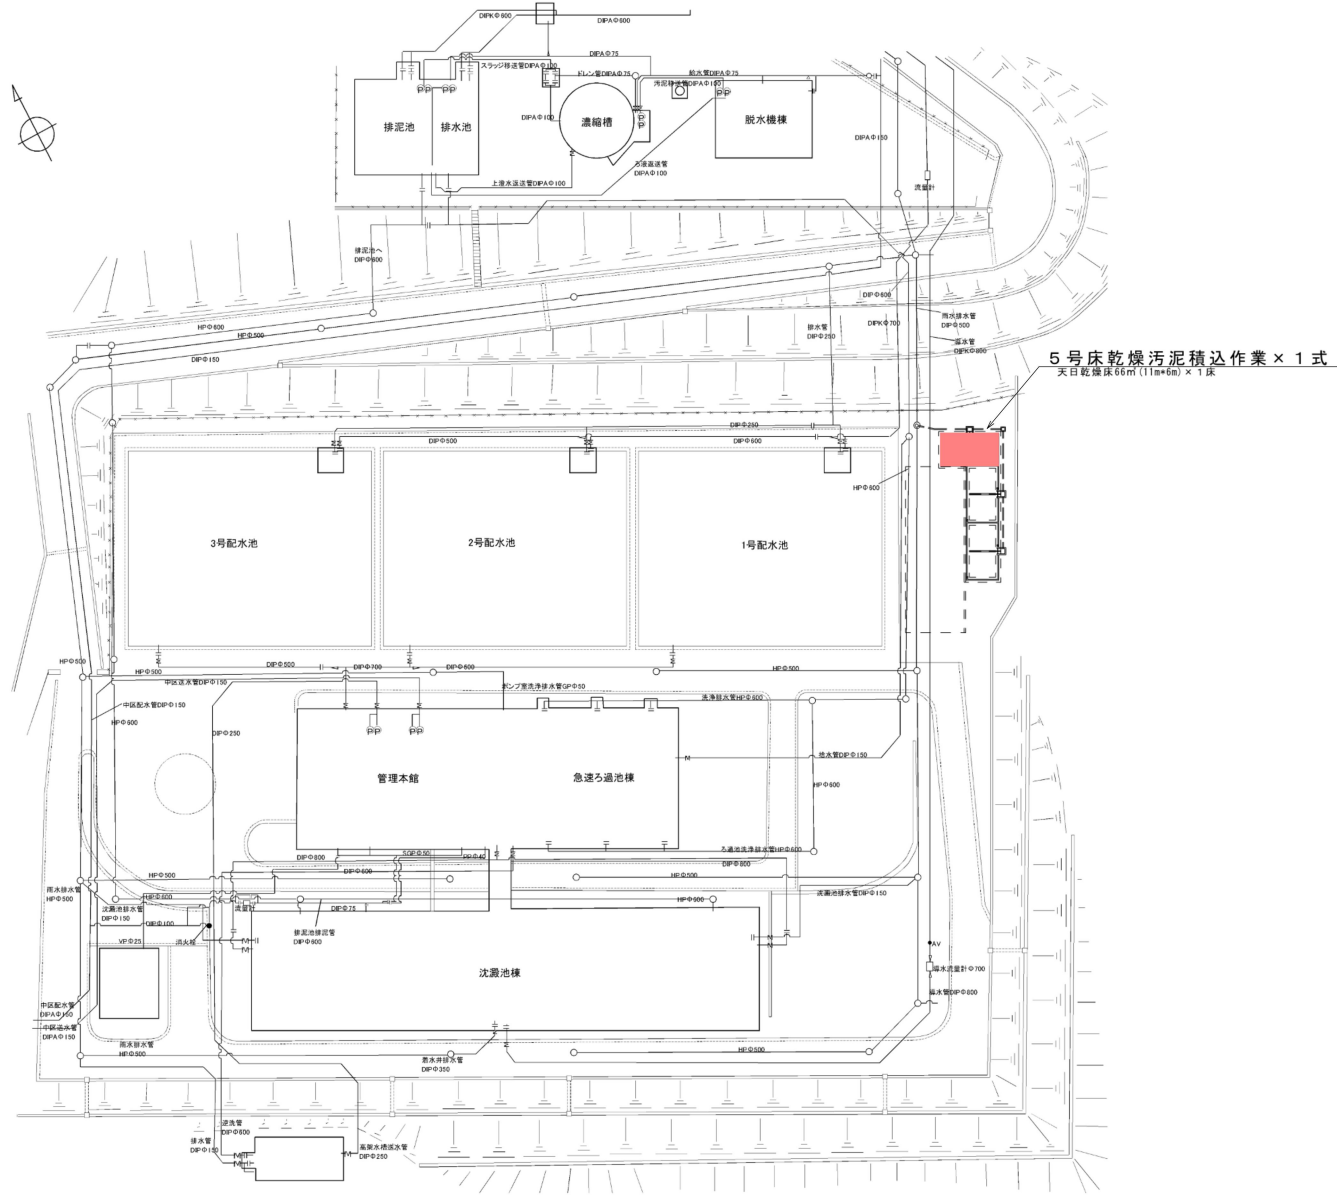 DIPKΦ600
DIPAΦ600
DIPAΦ75
スラッジ移送管DIPAΦ100
ドレン管DIPAΦ75
給水管DIPAΦ75
汚泥移送管DIPAΦ100
排泥池
排水池
DIPAΦ100
濃縮槽
脱水機棟
DIPAΦ150
ろ液返送管
DIPAΦ100
上澄水返送管DIPAΦ100
流量計
排泥池へ
DIPΦ600
DIPΦ600
雨水排水管
DIPΦ500
HPΦ600
HPΦ500
DIPΦ150
排水管
DIPΦ250
DIPKΦ700
導水管
DIPKΦ800
5号床乾燥汚泥積込作業×1式
天日乾燥床66㎡(11m*6m)×1床
DIPΦ250
DIPΦ500
DIPΦ600
HPΦ600
3号配水池
2号配水池
1号配水池
HPΦ500
HPΦ500
DIPΦ500
DIPΦ700
DIPΦ600
HPΦ500
中区送水管DIPΦ150
ポンプ室洗浄排水管GPΦ50
洗浄排水管HPΦ600
中区配水管DIPΦ150
HPΦ600
DIPΦ250
給水管DIPΦ150
管理本館
急速ろ過池棟
HPΦ600
DIPΦ800
SGPΦ50
PPΦ40
ろ過池洗浄排水管HPΦ600
DIPΦ800
HPΦ500
DIPΦ600
HPΦ500
雨水排水管
HPΦ500
HPΦ600
HPΦ600
沈澱池排水管DIPΦ150
沈澱池排水管
DIPΦ150
流量計
DIPΦ75
DIPΦ100
排泥池排泥管
DIPΦ600
VPΦ25
消火栓
AV
沈澱池棟
導水流量計Φ700
導水管DIPΦ800
中区配水管
DIPAΦ150
中区送水管
DIPAΦ150
雨水排水管
HPΦ500
HPΦ500
着水井排水管
DIPΦ350
逆洗管
DIPΦ600
排水管
DIPΦ150
高架水槽送水管
DIPΦ250